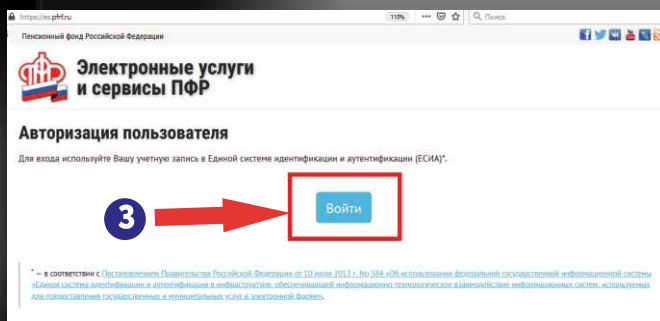 https://es.pfrf.ru
110%
Поиск
Пенсионный фонд Российской Федерации
Электронные услуги
и сервисы ПФР
Авторизация пользователя
Для входа используйте Вашу учетную запись в Единой системе идентификации и аутентификации (ЕСИА)*.
3
Войти
* – в соответствии с Постановлением Правительства Российской Федерации от 10 июля 2013 г. No 584 «Об использовании федеральной государственной информационной системы
«Единая система идентификации и аутентификации в инфраструктуре, обеспечивающей информационно-технологическое взаимодействие информационных систем, используемых
для предоставления государственных и муниципальных услуг в электронной форме».